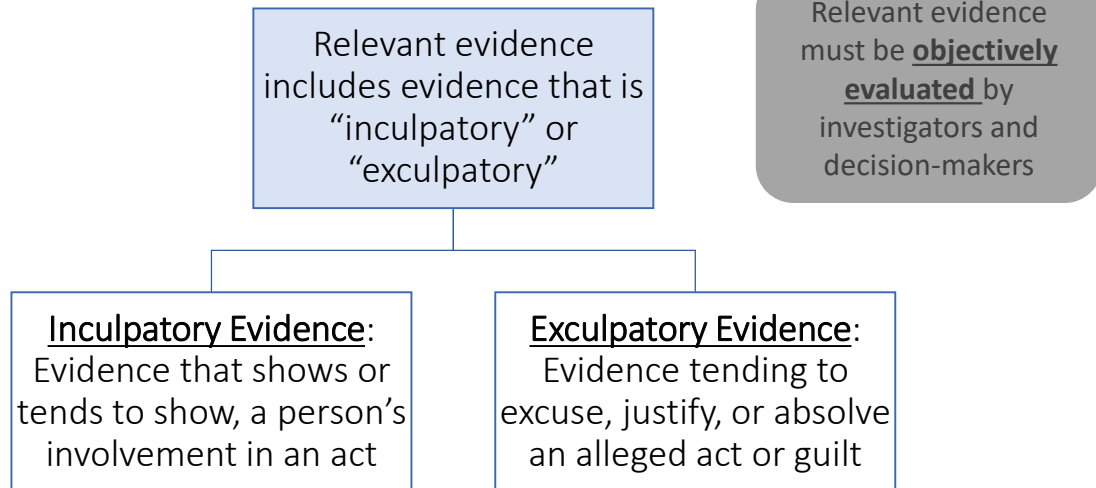 Relevant evidence
includes evidence that is
“inculpatory” or
“exculpatory”
Relevant evidence
must be objectively
evaluated by
investigators and
decision-makers
Inculpatory Evidence:
Evidence that shows or
tends to show, a person’s
involvement in an act
Exculpatory Evidence:
Evidence tending to
excuse, justify, or absolve
an alleged act or guilt